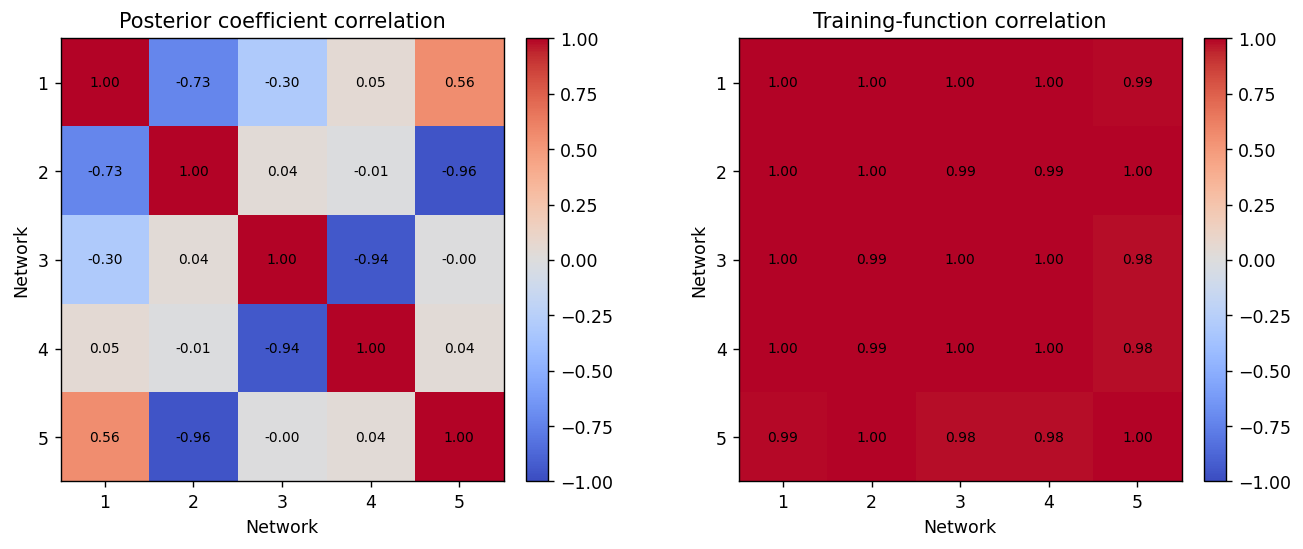 Posterior coefficient correlation
Network
1 1.00 -0.73 -0.30 0.05 0.56
2 -0.73 1.00 0.04 -0.01 -0.96
3 -0.30 0.04 1.00 -0.94 -0.00
4 0.05 -0.01 -0.94 1.00 0.04
5 0.56 -0.96 -0.00 0.04 1.00
1 2 3 4 5
Network
1.00
0.75
0.50
0.25
0.00
−0.25
−0.50
−0.75
−1.00
Training-function correlation
Network
1 1.00 1.00 1.00 1.00 0.99
2 1.00 1.00 0.99 0.99 1.00
3 1.00 0.99 1.00 1.00 0.98
4 1.00 0.99 1.00 1.00 0.98
5 0.99 1.00 0.98 0.98 1.00
1 2 3 4 5
Network
1.00
0.75
0.50
0.25
0.00
−0.25
−0.50
−0.75
−1.00